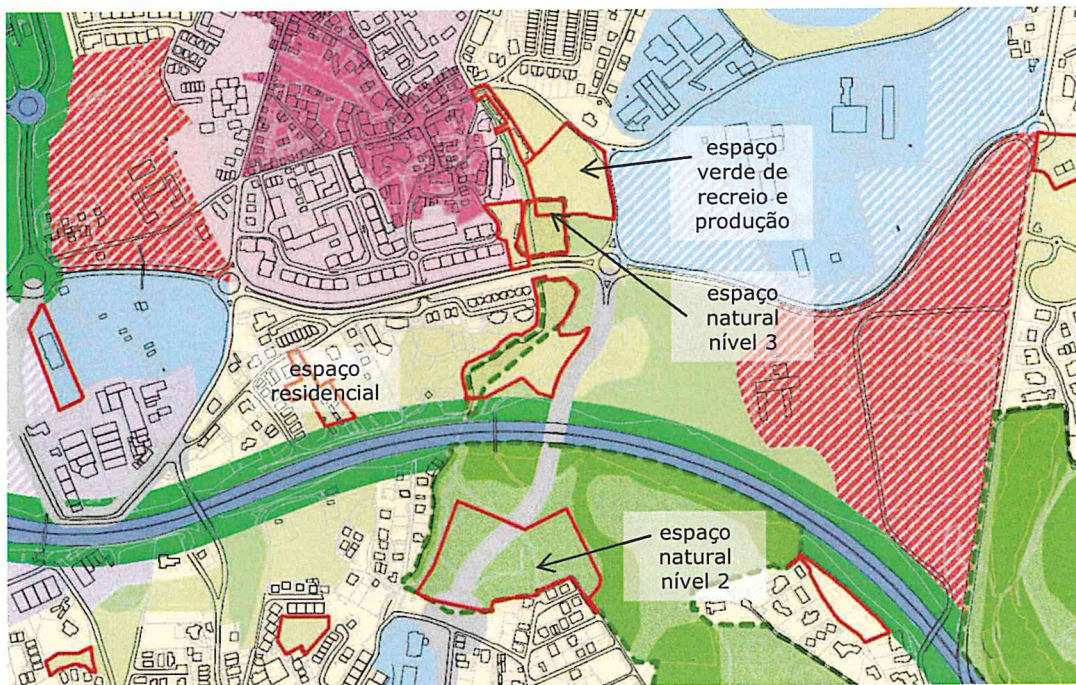 espaço
verde de
recreio e
produção
espaço
natural
nível 3
espaço
residencial
espaço
natural
nível 2